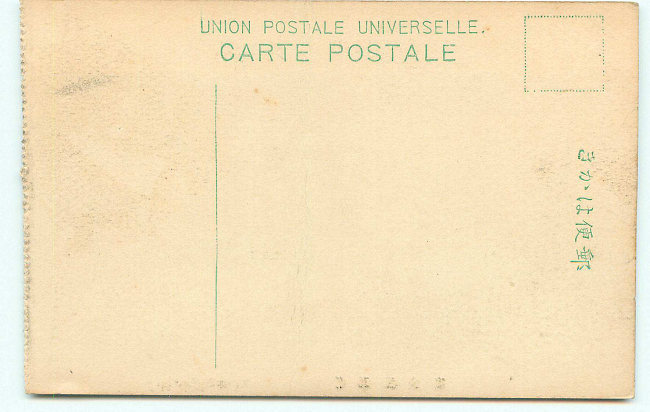 UNION POSTALE UNIVERSELLE.
CARTE POSTALE
きかは便郵